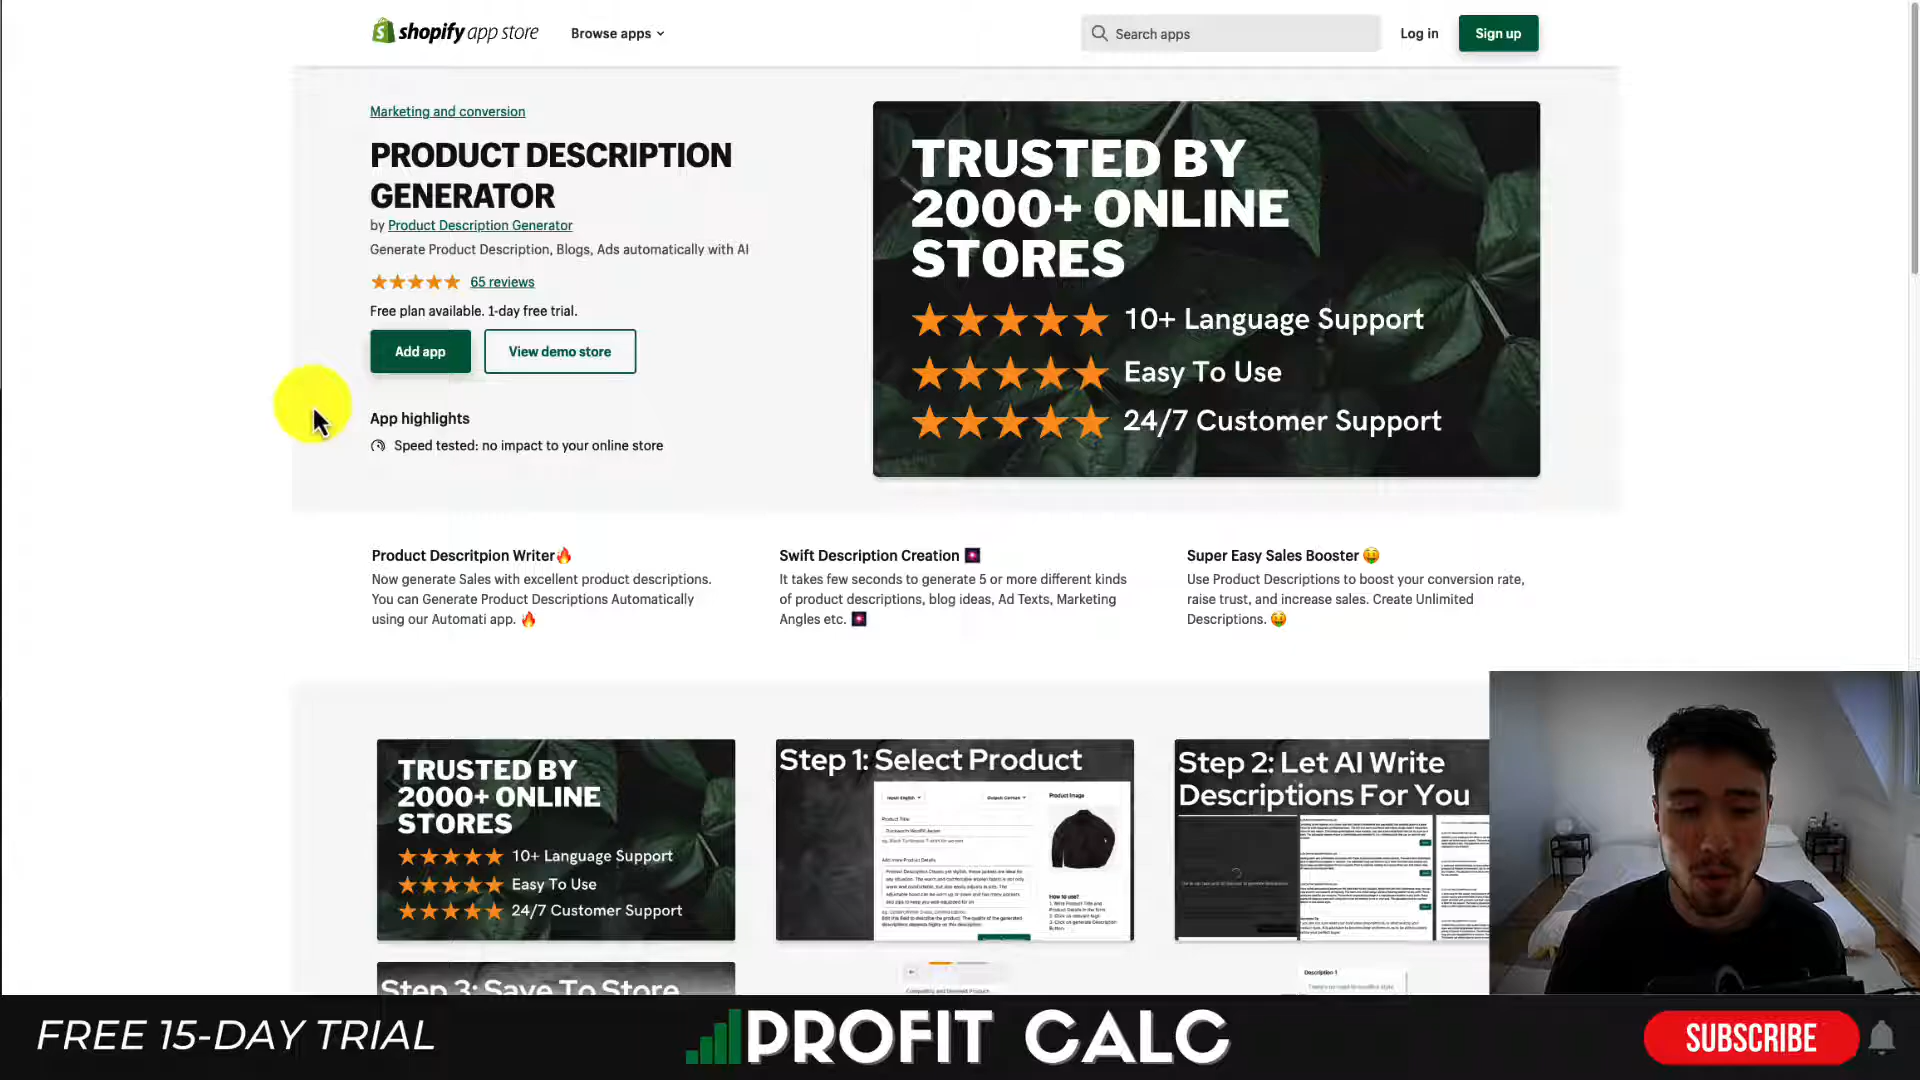 shopify app store
Browse apps
Search apps
Log in
Sign up
Marketing and conversion
PRODUCT DESCRIPTION
GENERATOR
by Product Description Generator
Generate Product Description, Blogs, Ads automatically with AI
65 reviews
Free plan available. 1-day free trial.
Add app
View demo store
App highlights
Speed tested: no impact to your online store
TRUSTED BY
2000+ ONLINE
STORES
10+ Language Support
Easy To Use
24/7 Customer Support
Product Descritpion Writer🔥
Now generate Sales with excellent product descriptions.
You can Generate Product Descriptions Automatically
using our Automati app. 🔥
Swift Description Creation 🎇
It takes few seconds to generate 5 or more different kinds
of product descriptions, blog ideas, Ad Texts, Marketing
Angles etc. 🎇
Super Easy Sales Booster 🤑
Use Product Descriptions to boost your conversion rate,
raise trust, and increase sales. Create Unlimited
Descriptions. 🤑
TRUSTED BY
2000+ ONLINE
STORES
10+ Language Support
Easy To Use
24/7 Customer Support
Step 1: Select Product
Product Image
Product Title
How to use?
Step 2: Let AI Write
Descriptions For You
Step 3: Save To Store
Description 1
FREE 15-DAY TRIAL
PROFIT CALC
SUBSCRIBE